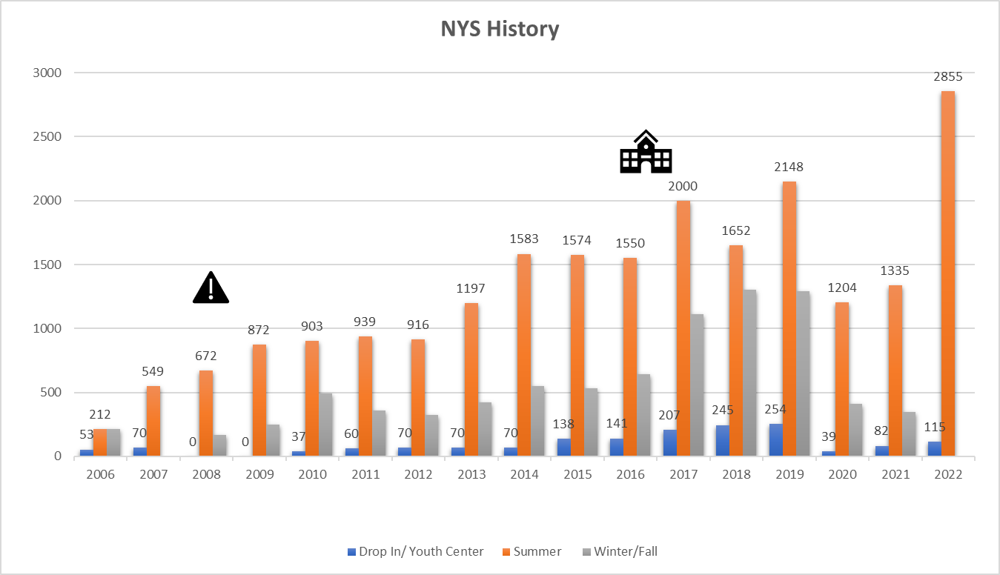 NYS History
3000
2500
2000
1500
1000
500
0
53 70 0 0 37 60 70 70 70 138 141 207 245 254 39 82 115
212 549 672 872 903 939 916 1197 1583 1574 1550 2000 1652 2148 1204 1335 2855
2006 2007 2008 2009 2010 2011 2012 2013 2014 2015 2016 2017 2018 2019 2020 2021 2022
Drop In/ Youth Center Summer Winter/Fall